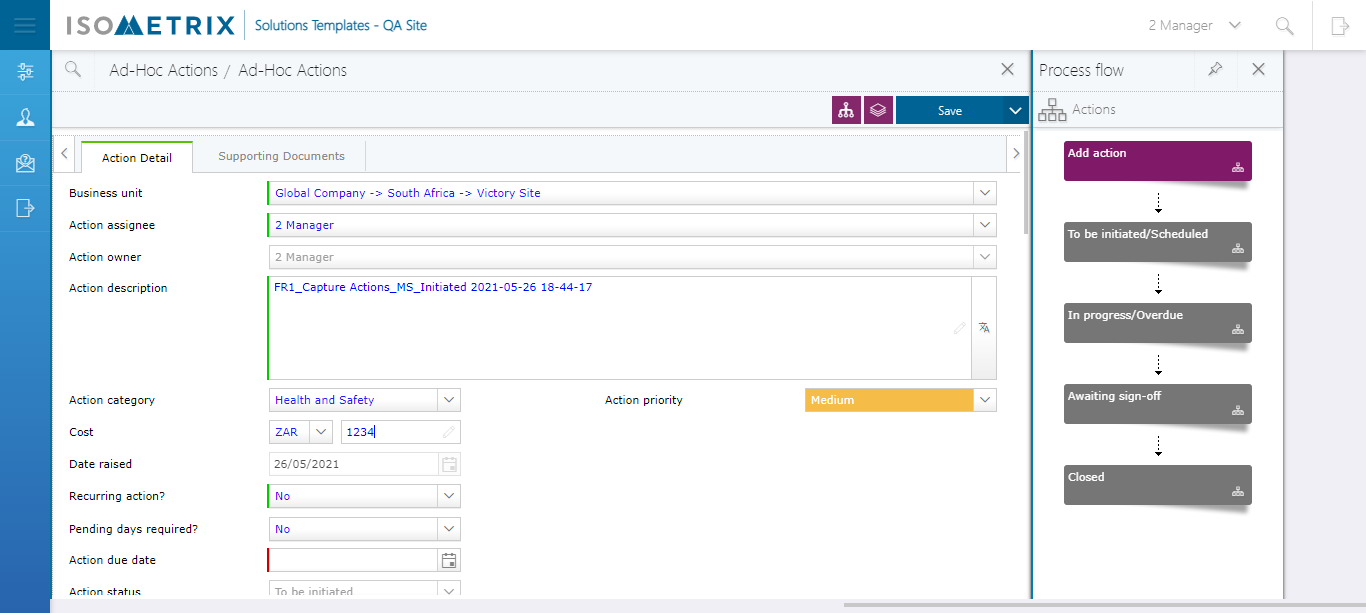 ISOMETRIX Solutions Templates - QA Site 2 Manager
Ad-Hoc Actions / Ad-Hoc Actions
Process flow
Save
Actions
Action Detail Supporting Documents
Business unit Global Company -> South Africa -> Victory Site
Action assignee 2 Manager
Action owner 2 Manager
Action description FR1_Capture Actions_MS_Initiated 2021-05-26 18-44-17
Action category Health and Safety Action priority Medium
Cost ZAR 1234
Date raised 26/05/2021
Recurring action? No
Pending days required? No
Action due date
Action status To be initiated
Add action
To be initiated/Scheduled
In progress/Overdue
Awaiting sign-off
Closed